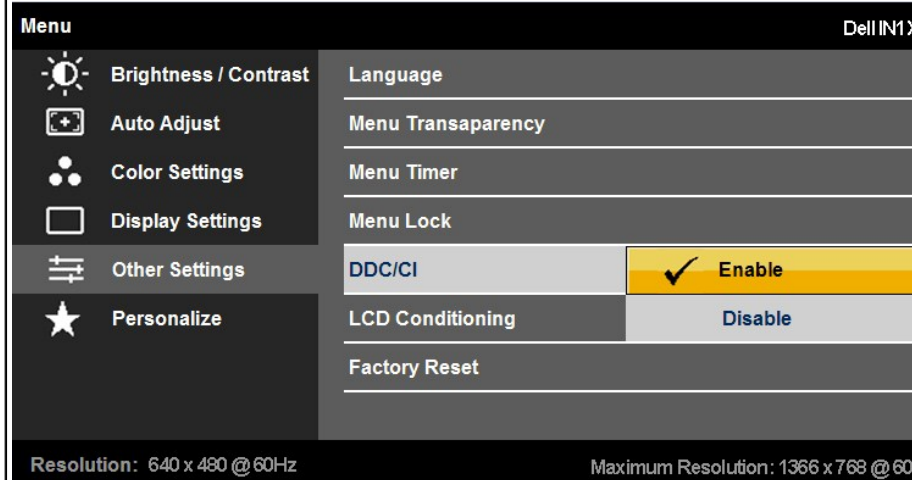 Menu Dell IN1X
Brightness / Contrast Language
Auto Adjust Menu Transaparency
Color Settings Menu Timer
Display Settings Menu Lock
Other Settings DDC/CI Enable
Personalize LCD Conditioning Disable
Factory Reset
Resolution: 640 x 480 @ 60Hz Maximum Resolution: 1366 x 768 @ 60